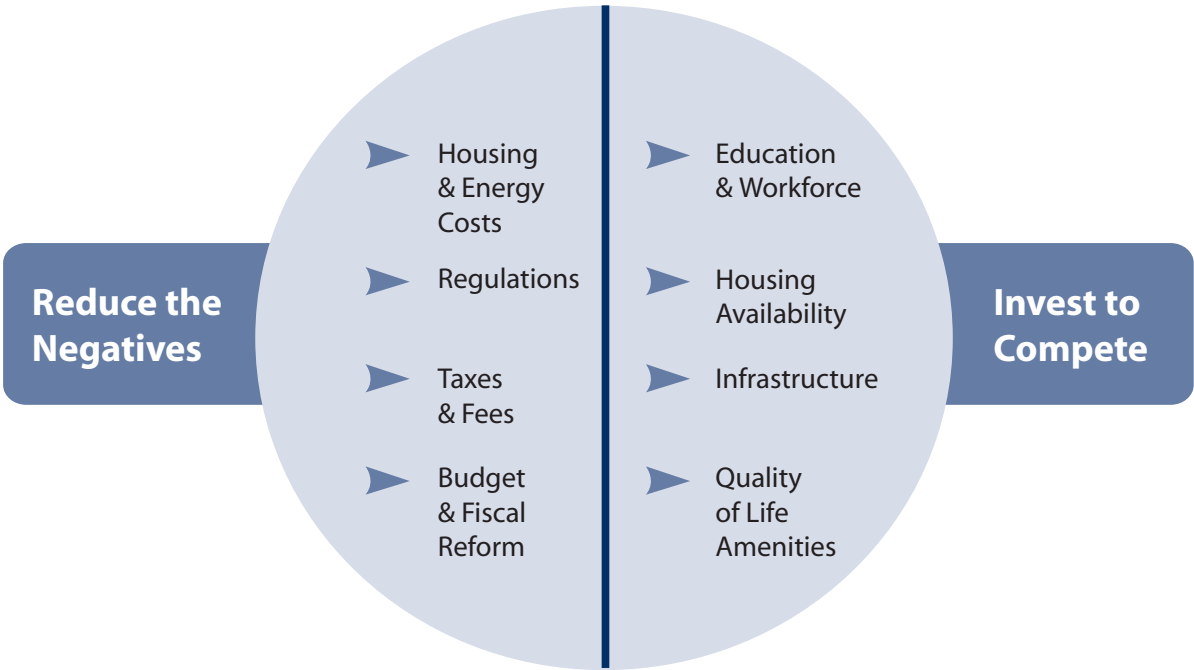 Reduce the
Negatives
Housing
& Energy
Costs
Regulations
Taxes
& Fees
Budget
& Fiscal
Reform
Education
& Workforce
Housing
Availability
Infrastructure
Quality
of Life
Amenities
Invest to
Compete